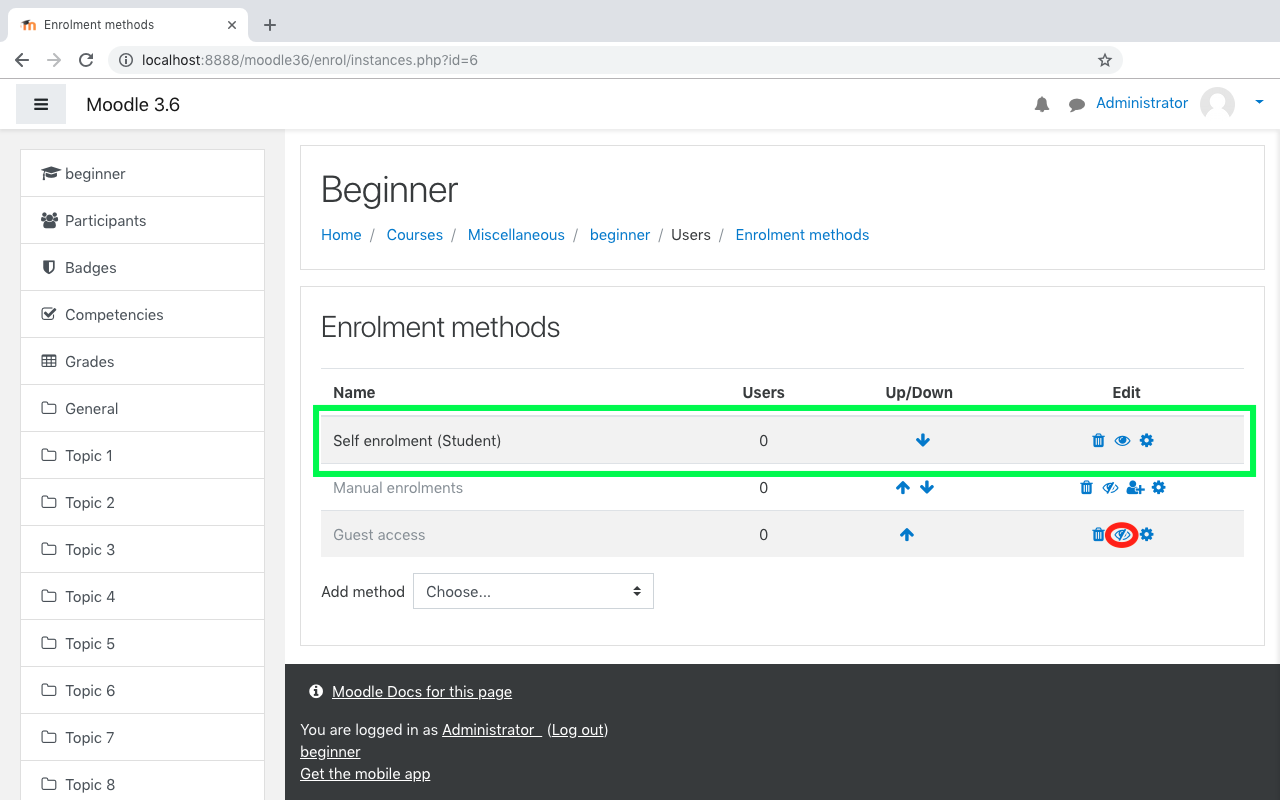 Enrolment methods
localhost:8888/moodle36/enrol/instances.php?id=6
Moodle 3.6
Administrator
beginner
Participants
Badges
Competencies
Grades
General
Topic 1
Topic 2
Topic 3
Topic 4
Topic 5
Topic 6
Topic 7
Topic 8
Beginner
Home / Courses / Miscellaneous / beginner / Users / Enrolment methods
Enrolment methods
Name Users Up/Down Edit
Self enrolment (Student) 0
Manual enrolments 0
Guest access 0
Add method Choose...
Moodle Docs for this page
You are logged in as Administrator (Log out)
beginner
Get the mobile app